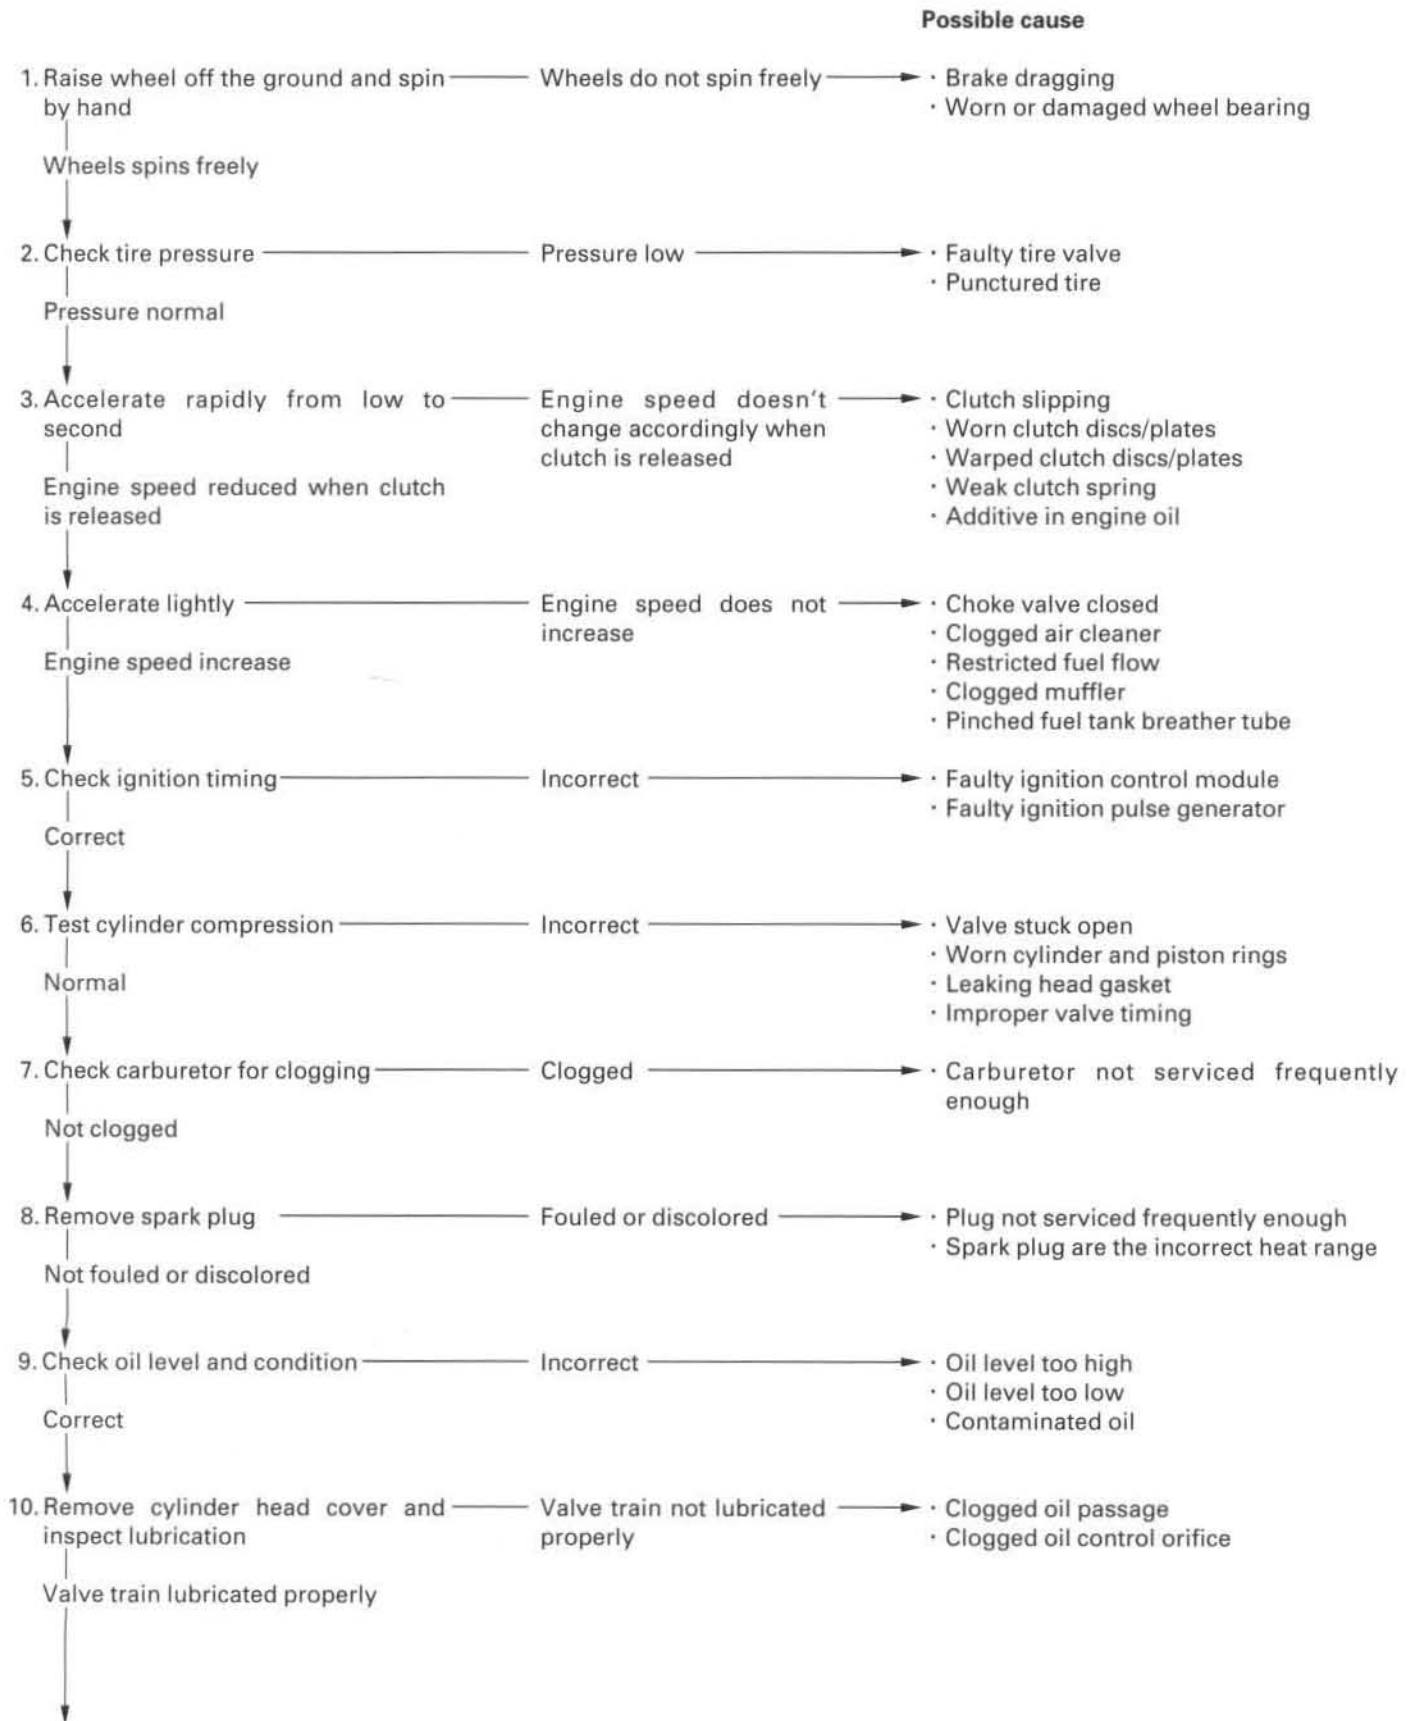 Possible cause
1. Raise wheel off the ground and spin
by hand
Wheels do not spin freely
· Brake dragging
· Worn or damaged wheel bearing
Wheels spins freely
2. Check tire pressure
Pressure low
· Faulty tire valve
· Punctured tire
Pressure normal
3. Accelerate rapidly from low to
second
Engine speed doesn't
change accordingly when
clutch is released
· Clutch slipping
· Worn clutch discs/plates
· Warped clutch discs/plates
· Weak clutch spring
· Additive in engine oil
Engine speed reduced when clutch
is released
4. Accelerate lightly
Engine speed does not
increase
· Choke valve closed
· Clogged air cleaner
· Restricted fuel flow
· Clogged muffler
· Pinched fuel tank breather tube
Engine speed increase
5. Check ignition timing
Incorrect
· Faulty ignition control module
· Faulty ignition pulse generator
Correct
6. Test cylinder compression
Incorrect
· Valve stuck open
· Worn cylinder and piston rings
· Leaking head gasket
· Improper valve timing
Normal
7. Check carburetor for clogging
Clogged
· Carburetor not serviced frequently
enough
Not clogged
8. Remove spark plug
Fouled or discolored
· Plug not serviced frequently enough
· Spark plug are the incorrect heat range
Not fouled or discolored
9. Check oil level and condition
Incorrect
· Oil level too high
· Oil level too low
· Contaminated oil
Correct
10. Remove cylinder head cover and
inspect lubrication
Valve train not lubricated
properly
· Clogged oil passage
· Clogged oil control orifice
Valve train lubricated properly